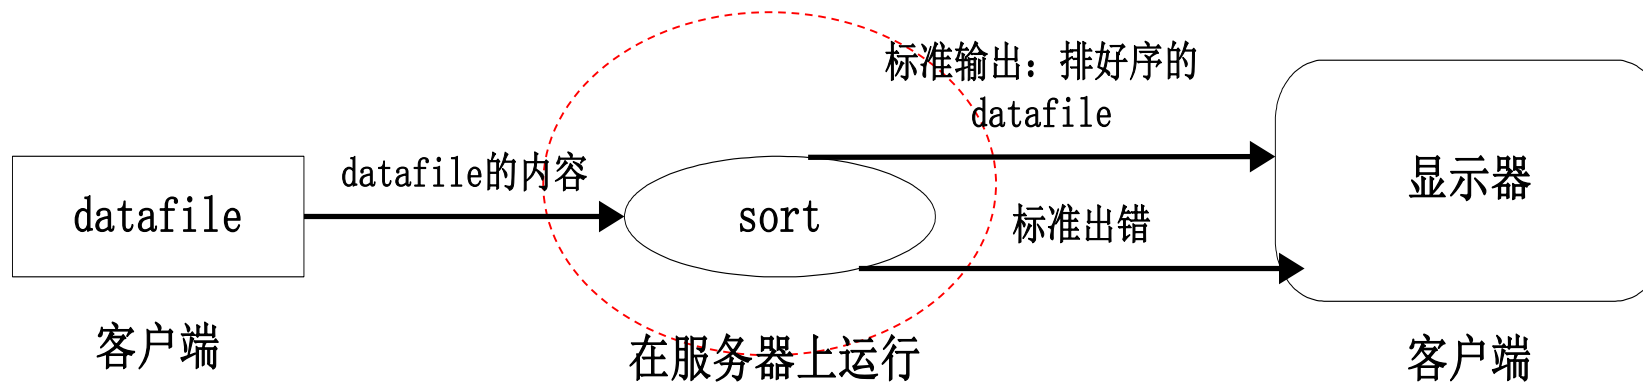 标准输出：排好序的
datafile
datafile的内容
datafile
sort
显示器
标准出错
客户端
在服务器上运行
客户端